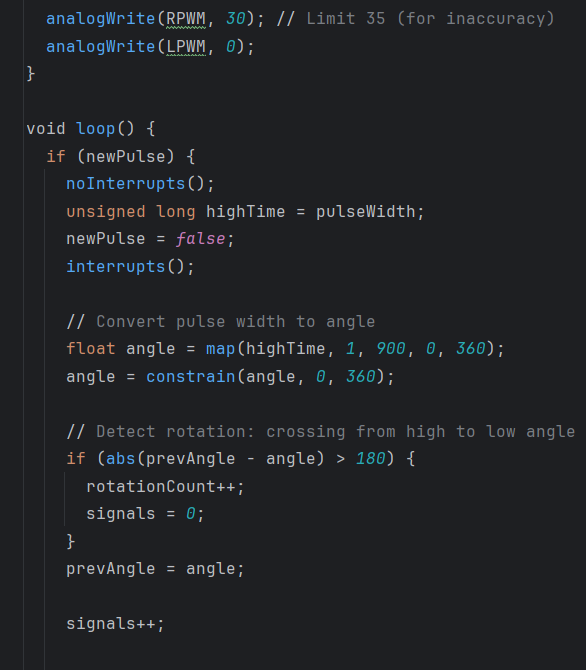 analogWrite(RPWM, 30); // Limit 35 (for inaccuracy)
analogWrite(LPWM, 0);
}
void loop() {
if (newPulse) {
noInterrupts();
unsigned long highTime = pulseWidth;
newPulse = false;
interrupts();
// Convert pulse width to angle
float angle = map(highTime, 1, 900, 0, 360);
angle = constrain(angle, 0, 360);
// Detect rotation: crossing from high to low angle
if (abs(prevAngle - angle) > 180) {
rotationCount++;
signals = 0;
}
prevAngle = angle;
signals++;